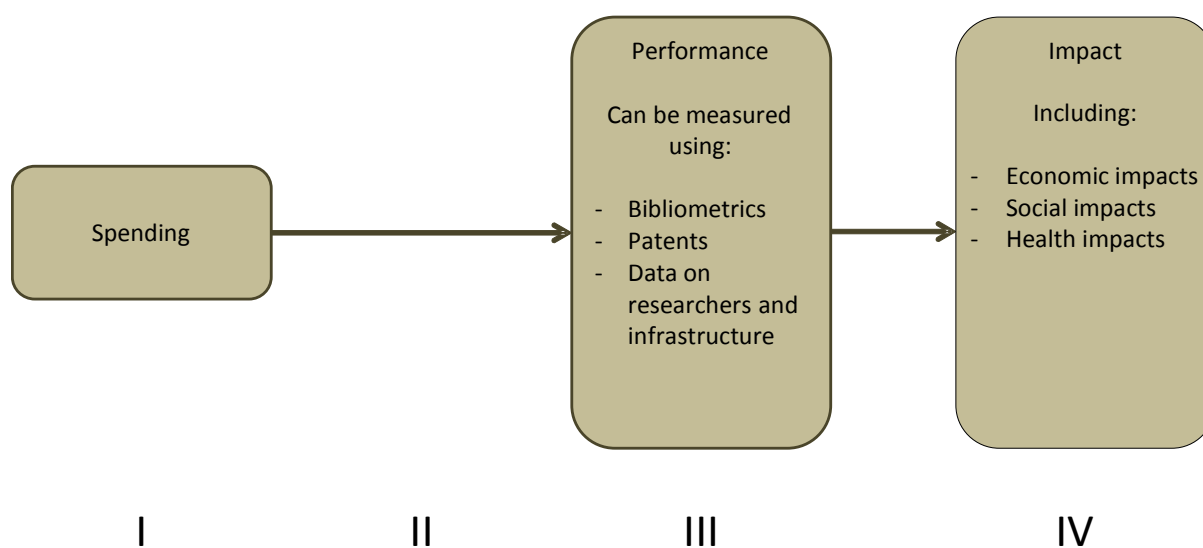 Spending
Performance
Can be measured
using:
- Bibliometrics
- Patents
- Data on
researchers and
infrastructure
Impact
Including:
- Economic impacts
- Social impacts
- Health impacts
I II III IV